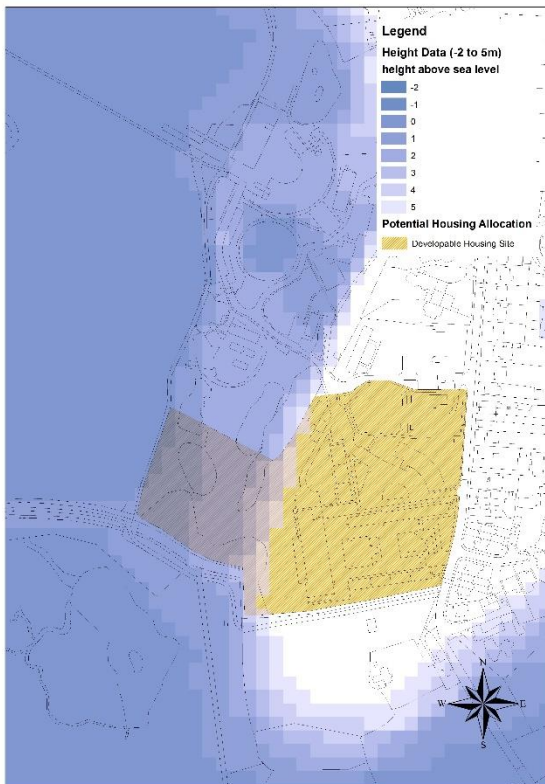 Legend
Height Data (-2 to 5m)
height above sea level
-2
-1
0
1
2
3
4
5
Potential Housing Allocation
Developable Housing Site
N
W
E
S